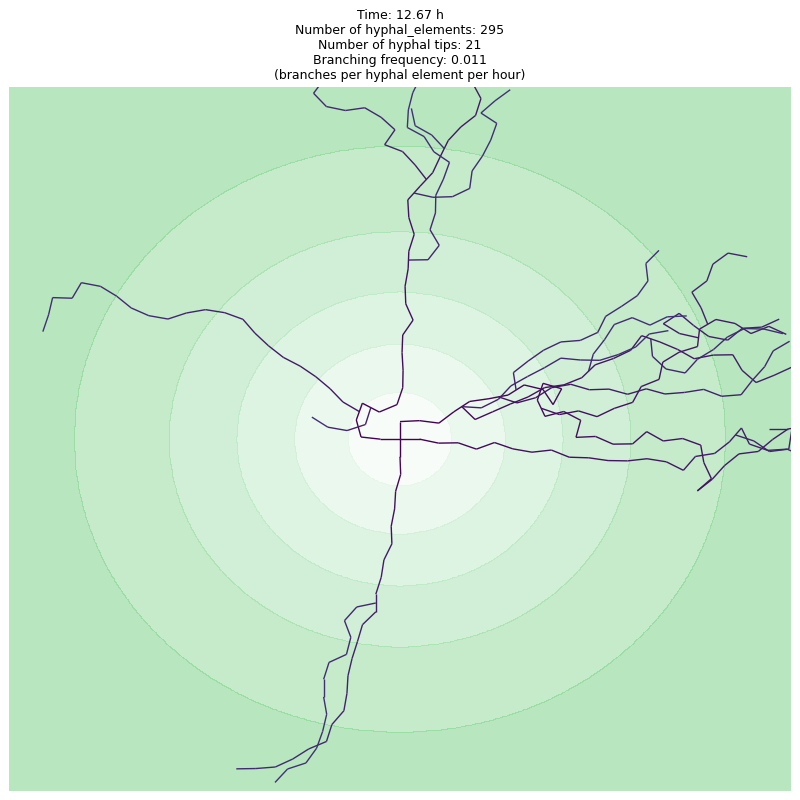 Time: 12.67 h
Number of hyphal_elements: 295
Number of hyphal tips: 21
Branching frequency: 0.011
(branches per hyphal element per hour)